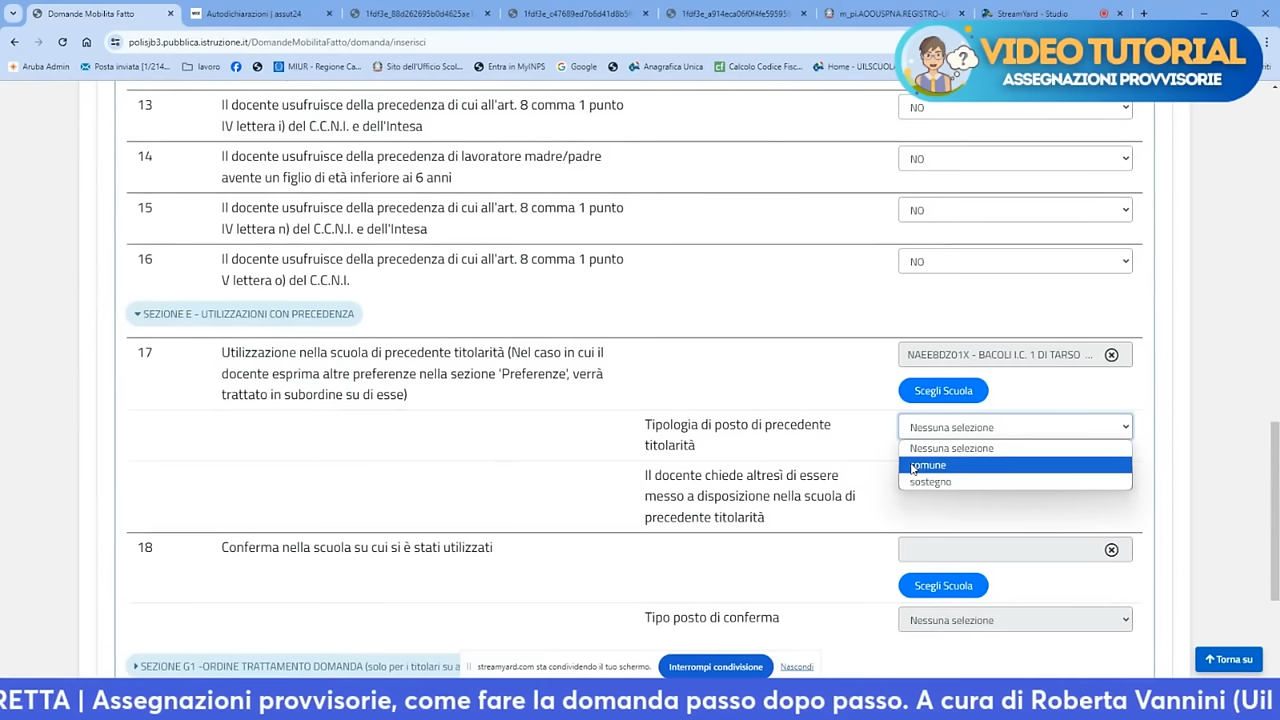 Domande Mobilita Fatto
Autodichiarazioni | assut24
1fdf3e_88d262695b0d4625ae1
1fdf3e_c47689ed7b6d41d8b5
1fdf3e_a914eca06f0f4fe595959
m_pi.AOOUSPNA.REGISTRO-U
StreamYard - Studio
polisjb3.pubblica.istruzione.it/DomandeMobilitaFatto/domanda/inserisci
VIDEO TUTORIAL
ASSEGNAZIONI PROVVISORIE
Aruba Admin
Posta inviata [1/214...
lavoro
MIUR - Regione Ca...
Sito dell'Ufficio Scol...
Entra in MyINPS
Google
Anagrafica Unica
Calcolo Codice Fisc...
Home - UILSCUOLA
13 Il docente usufruisce della precedenza di cui all'art. 8 comma 1 punto NO
IV lettera i) del C.C.N.I. e dell'Intesa
14 Il docente usufruisce della precedenza di lavoratore madre/padre NO
avente un figlio di età inferiore ai 6 anni
15 Il docente usufruisce della precedenza di cui all'art. 8 comma 1 punto NO
IV lettera n) del C.C.N.I. e dell'Intesa
16 Il docente usufruisce della precedenza di cui all'art. 8 comma 1 punto NO
V lettera o) del C.C.N.I.
SEZIONE E - UTILIZZAZIONI CON PRECEDENZA
17 Utilizzazione nella scuola di precedente titolarità (Nel caso in cui il NAEE8DZ01X - BACOLI I.C. 1 DI TARSO ...
docente esprima altre preferenze nella sezione 'Preferenze', verrà
trattato in subordine su di esse)
Scegli Scuola
Tipologia di posto di precedente
titolarità
Nessuna selezione
Nessuna selezione
comune
sostegno
Il docente chiede altresì di essere
messo a disposizione nella scuola di
precedente titolarità
18 Conferma nella scuola su cui si è stati utilizzati
Scegli Scuola
Tipo posto di conferma Nessuna selezione
SEZIONE G1 -ORDINE TRATTAMENTO DOMANDA (solo per i titolari su a
streamyard.com sta condividendo il tuo schermo.
Interrompi condivisione
Nascondi
Torna su
RETTA | Assegnazioni provvisorie, come fare la domanda passo dopo passo. A cura di Roberta Vannini (Uil